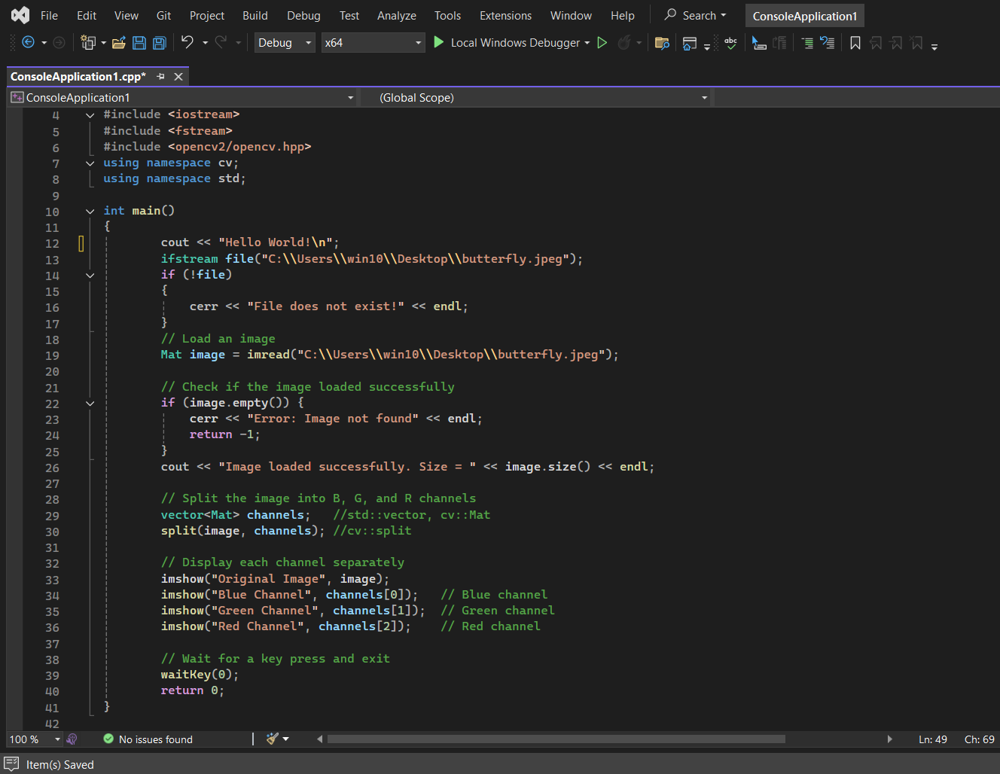 File Edit View Git Project Build Debug Test Analyze Tools Extensions Window Help Search ConsoleApplication1
Debug x64 Local Windows Debugger abc
ConsoleApplication1.cpp*
ConsoleApplication1 (Global Scope)
4 #include <iostream>
5 #include <fstream>
6 #include <opencv2/opencv.hpp>
7 using namespace cv;
8 using namespace std;
9
10 int main()
11 {
12 cout << "Hello World!\n";
13 ifstream file("C:\\Users\\win10\\Desktop\\butterfly.jpeg");
14 if (!file)
15 {
16 cerr << "File does not exist!" << endl;
17 }
18 // Load an image
19 Mat image = imread("C:\\Users\\win10\\Desktop\\butterfly.jpeg");
20
21 // Check if the image loaded successfully
22 if (image.empty()) {
23 cerr << "Error: Image not found" << endl;
24 return -1;
25 }
26 cout << "Image loaded successfully. Size = " << image.size() << endl;
27
28 // Split the image into B, G, and R channels
29 vector<Mat> channels; //std::vector, cv::Mat
30 split(image, channels); //cv::split
31
32 // Display each channel separately
33 imshow("Original Image", image);
34 imshow("Blue Channel", channels[0]); // Blue channel
35 imshow("Green Channel", channels[1]); // Green channel
36 imshow("Red Channel", channels[2]); // Red channel
37
38 // Wait for a key press and exit
39 waitKey(0);
40 return 0;
41 }
42
100 % No issues found Ln: 49 Ch: 69
Item(s) Saved